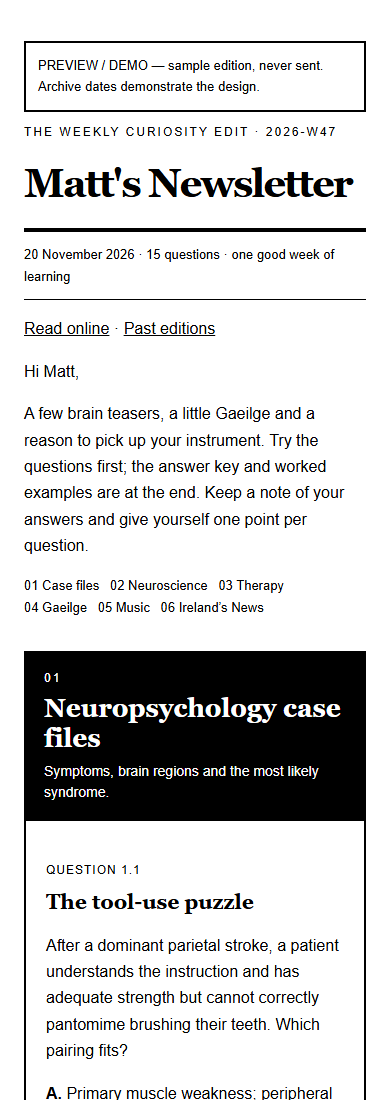 PREVIEW / DEMO — sample edition, never sent.
Archive dates demonstrate the design.
THE WEEKLY CURIOSITY EDIT · 2026-W47
Matt's Newsletter
20 November 2026 · 15 questions · one good week of
learning
Read online · Past editions
Hi Matt,
A few brain teasers, a little Gaeilge and a
reason to pick up your instrument. Try the
questions first; the answer key and worked
examples are at the end. Keep a note of your
answers and give yourself one point per
question.
01 Case files 02 Neuroscience 03 Therapy
04 Gaeilge 05 Music 06 Ireland’s News
01
Neuropsychology case
files
Symptoms, brain regions and the most likely
syndrome.
QUESTION 1.1
The tool-use puzzle
After a dominant parietal stroke, a patient
understands the instruction and has
adequate strength but cannot correctly
pantomime brushing their teeth. Which
pairing fits?
A. Primary muscle weakness; peripheral